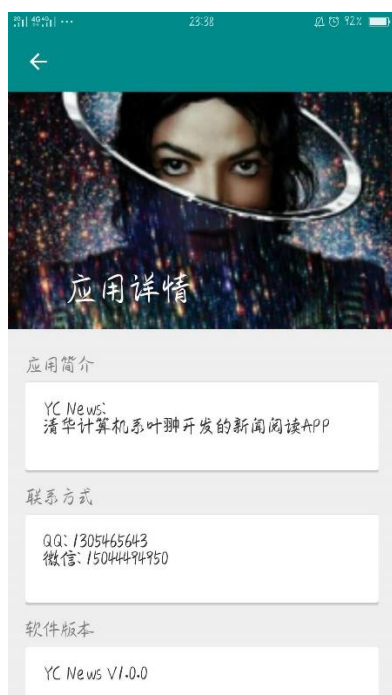 23:38
92%
应用详情
应用简介
YC News:
清华计算机系叶翀开发的新闻阅读APP
联系方式
QQ: 1305465643
微信: 15044494950
软件版本
YC News V1.0.0